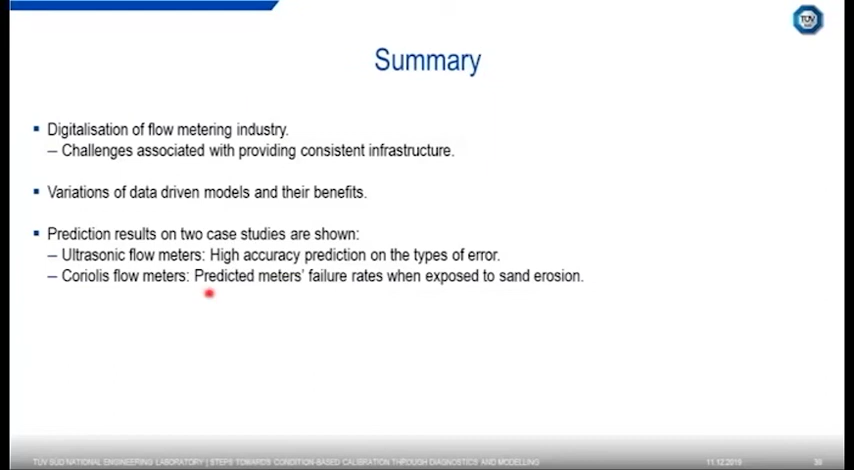 TÜV
Summary
▪ Digitalisation of flow metering industry.
– Challenges associated with providing consistent infrastructure.
▪ Variations of data driven models and their benefits.
▪ Prediction results on two case studies are shown:
– Ultrasonic flow meters: High accuracy prediction on the types of error.
– Coriolis flow meters: Predicted meters' failure rates when exposed to sand erosion.
TUV SUD NATIONAL ENGINEERING LABORATORY | STEPS TOWARDS CONDITION-BASED CALIBRATION THROUGH DIAGNOSTICS AND MODELLING
11.12.2019